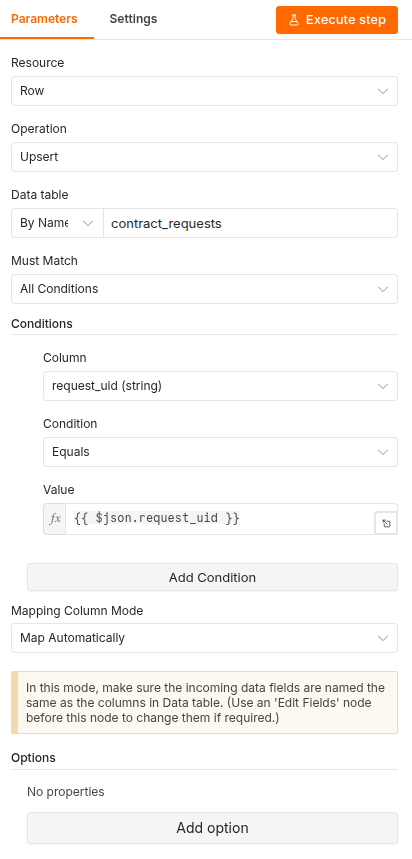 Parameters
Settings
Execute step
Resource
Row
Operation
Upsert
Data table
By Name
contract_requests
Must Match
All Conditions
Conditions
Column
request_uid (string)
Condition
Equals
Value
fx
{{ $json.request_uid }}
Add Condition
Mapping Column Mode
Map Automatically
In this mode, make sure the incoming data fields are named the
same as the columns in Data table. (Use an 'Edit Fields' node
before this node to change them if required.)
Options
No properties
Add option